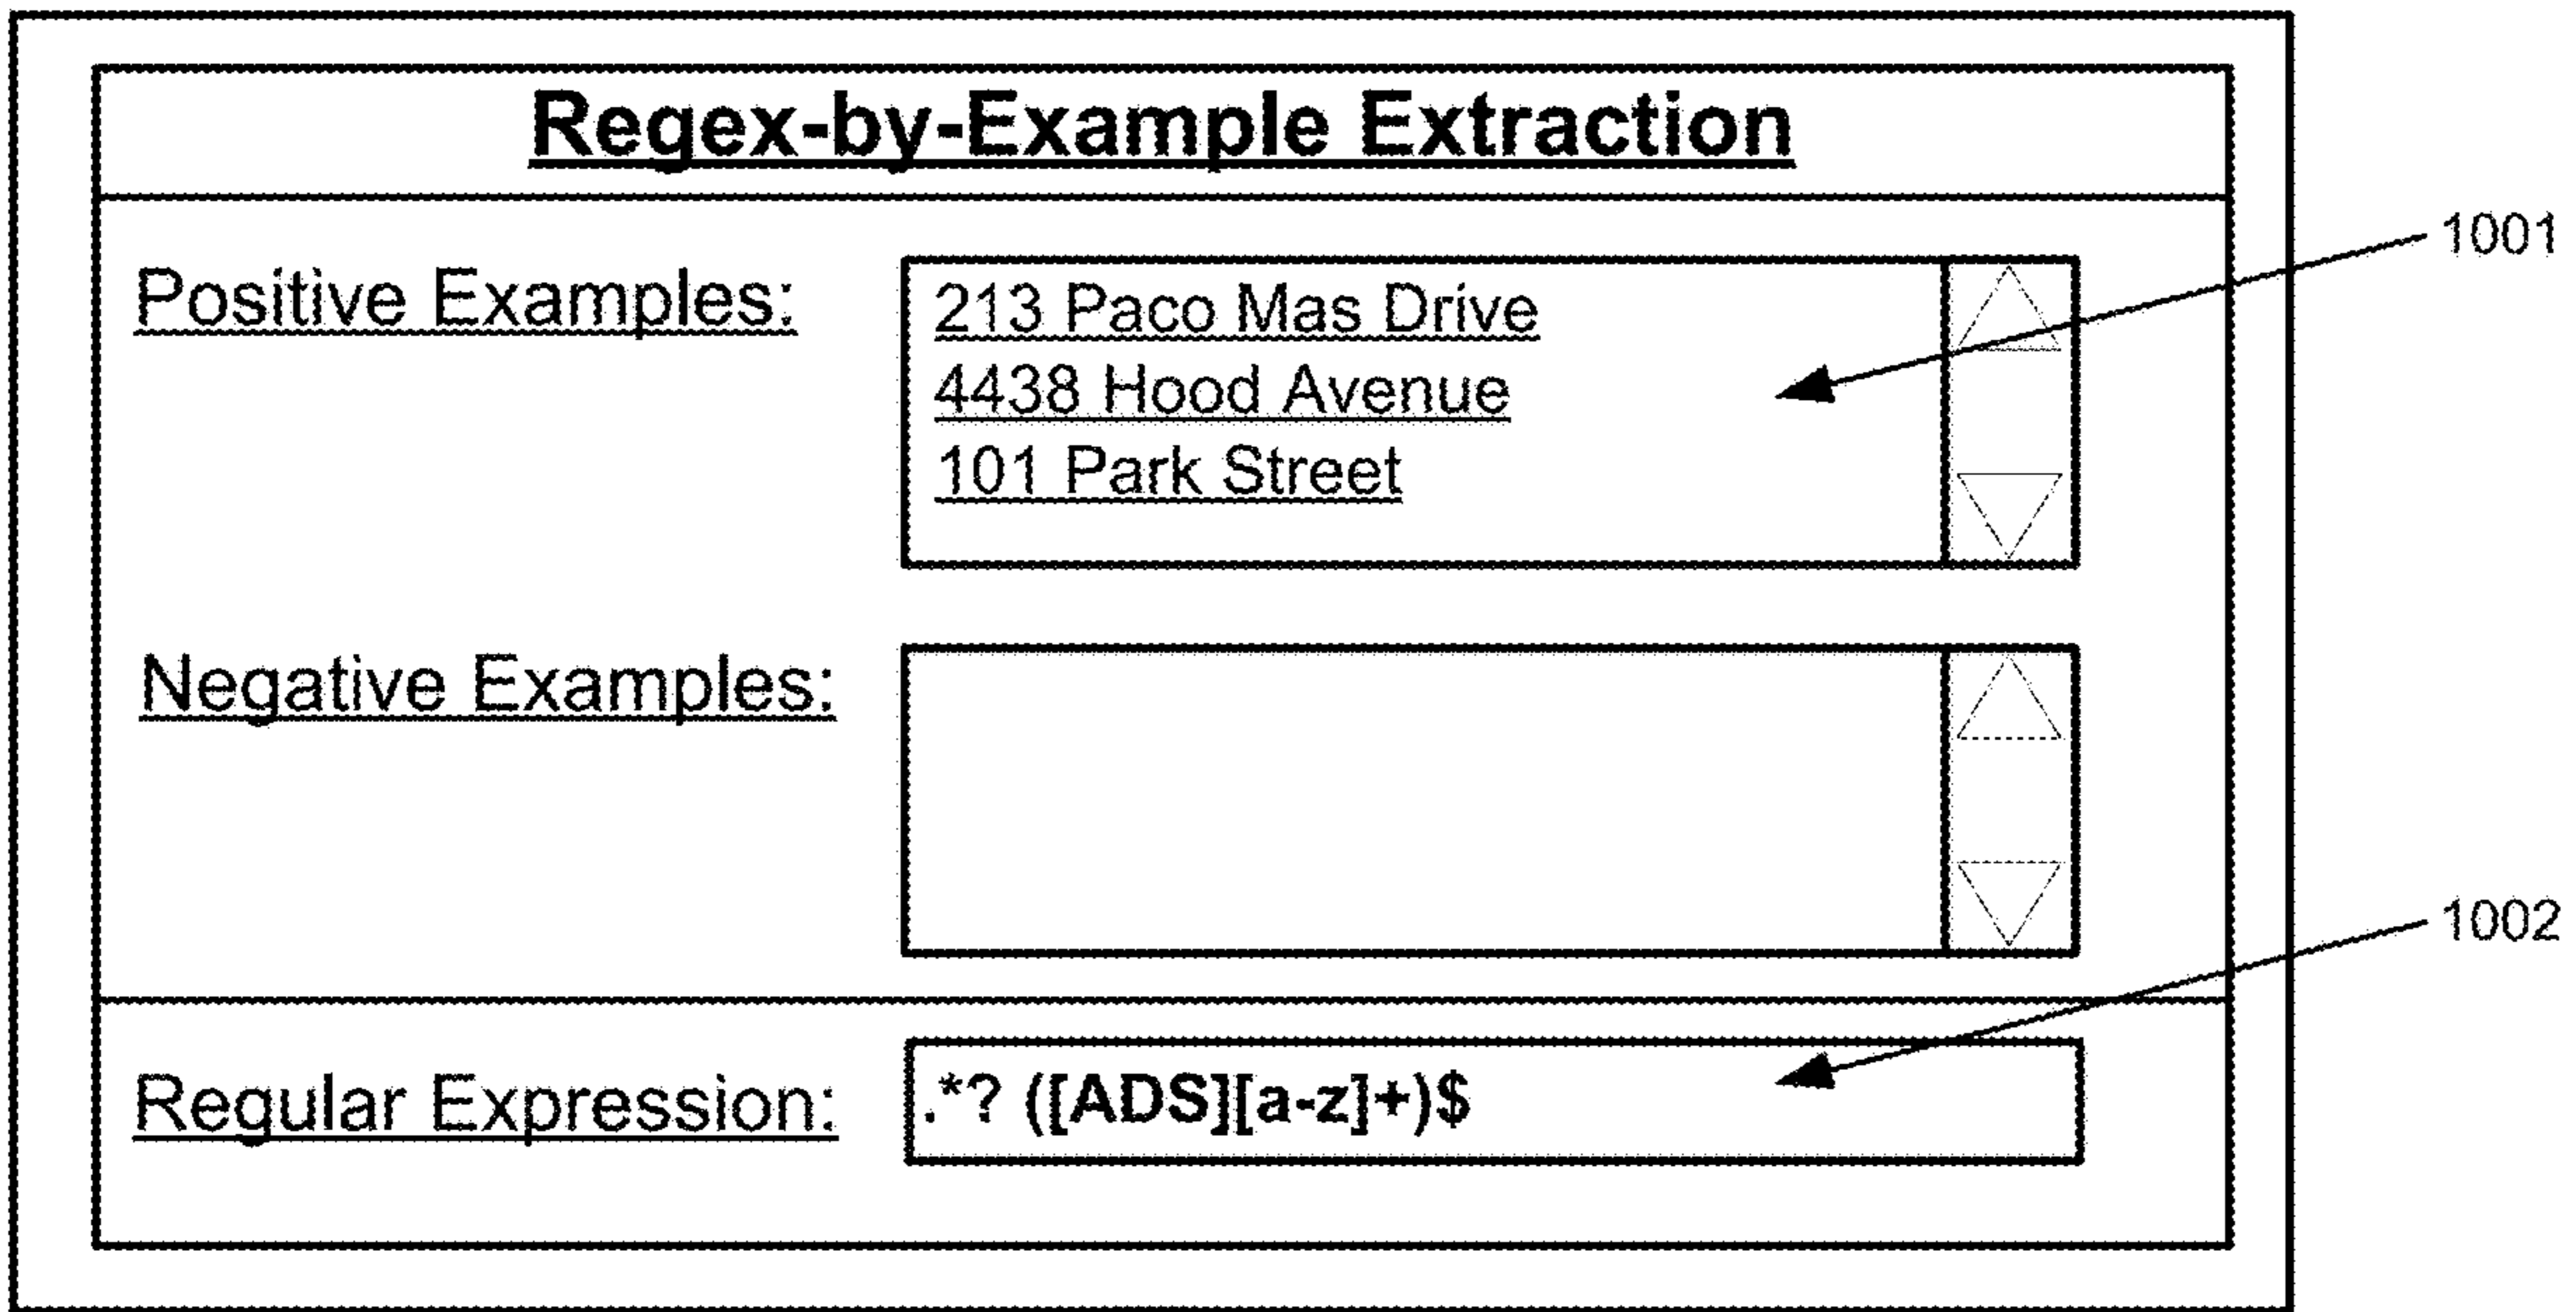 Regex-by-Example Extraction
1001
Positive Examples:
213 Paco Mas Drive
4438 Hood Avenue
101 Park Street
Negative Examples:
1002
Regular Expression:
.*? ([ADS][a-z]+)$